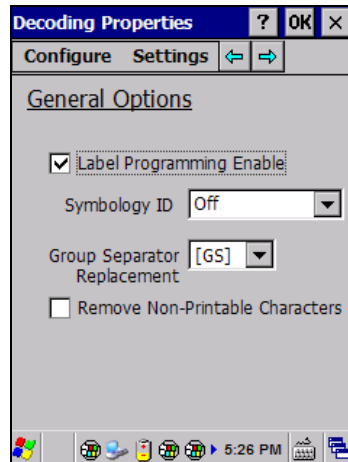 Decoding Properties ? OK ×
Configure Settings
General Options
Label Programming Enable
Symbology ID Off
Group Separator [GS]
Replacement
Remove Non-Printable Characters
5:26 PM